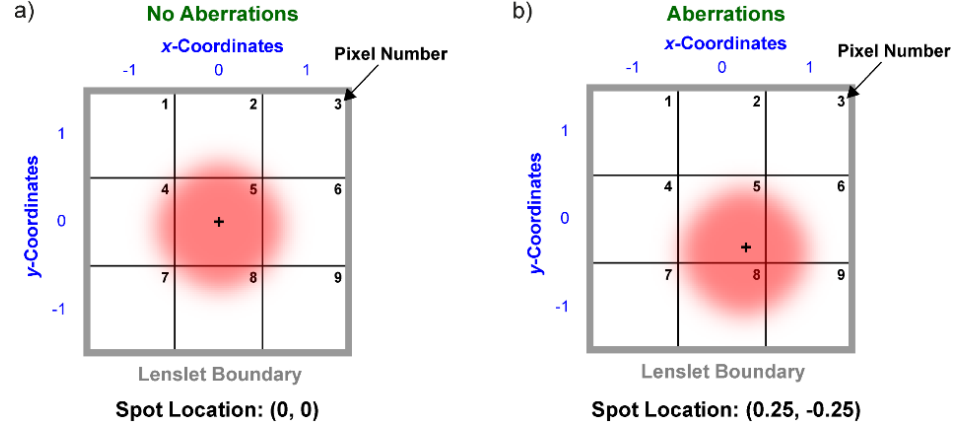 a)
No Aberrations
x-Coordinates
Pixel Number
-1 0 1
1 2 3
1
4 5 6
0
y-Coordinates
7 8 9
-1
Lenslet Boundary
Spot Location: (0, 0)
b)
Aberrations
x-Coordinates
Pixel Number
-1 0 1
1 2 3
1
4 5 6
0
y-Coordinates
7 8 9
-1
Lenslet Boundary
Spot Location: (0.25, -0.25)